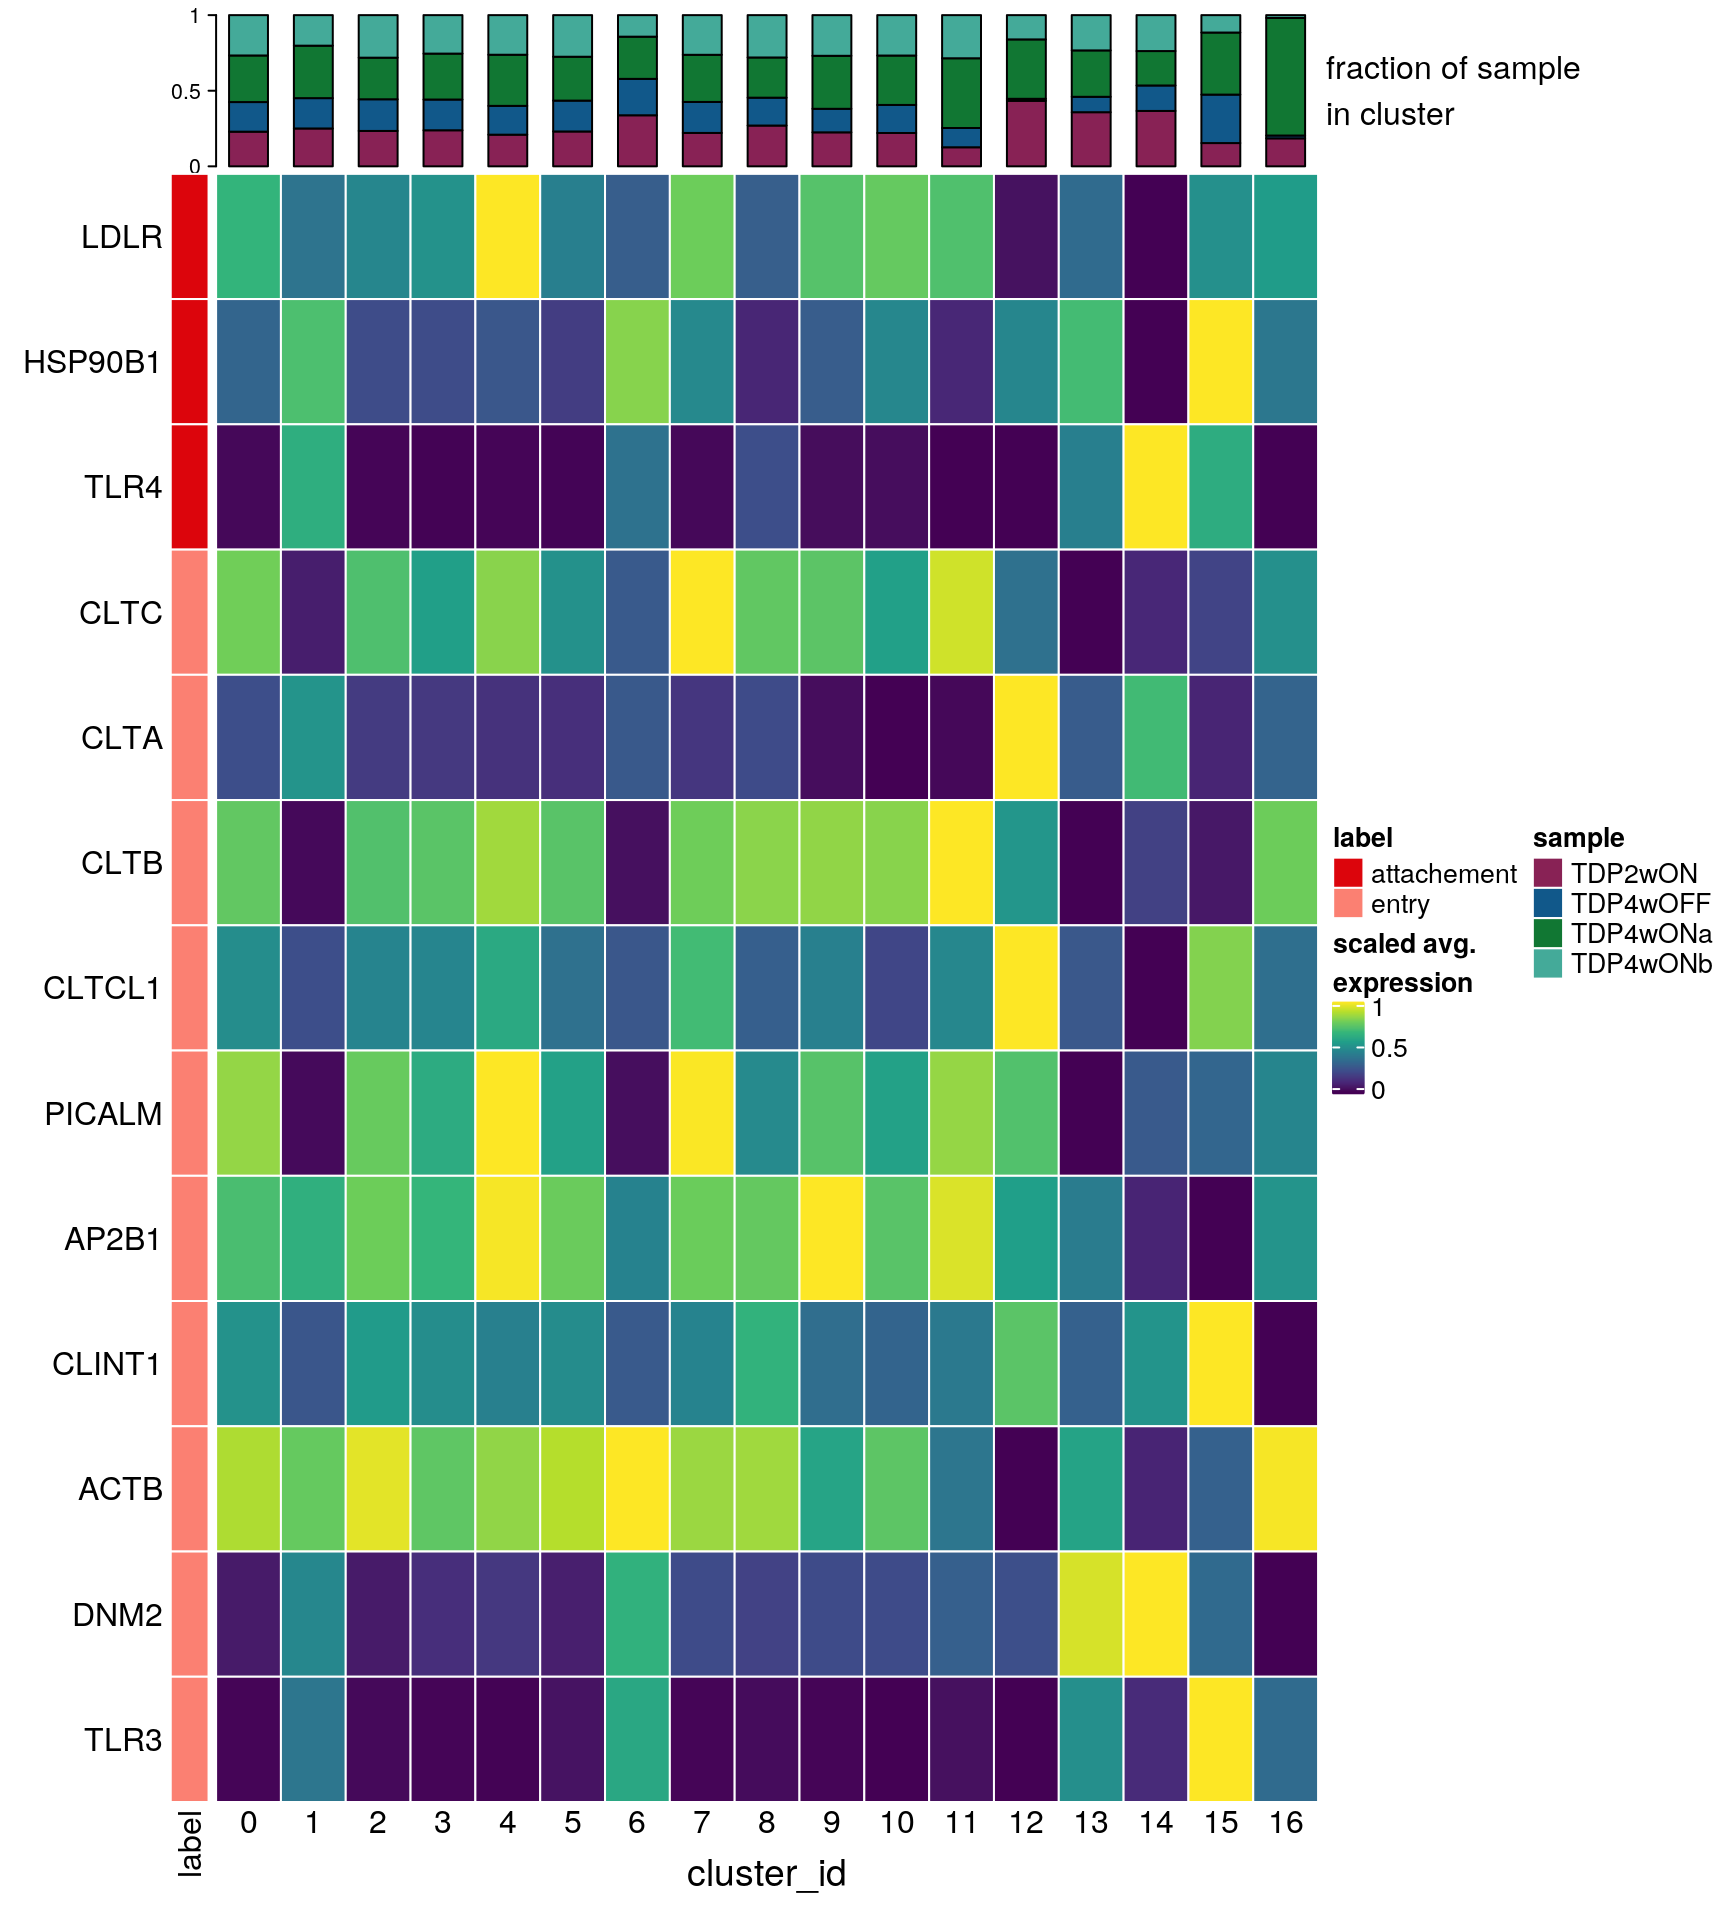 1
0.5
0
fraction of sample
in cluster
LDLR
HSP90B1
TLR4
CLTC
CLTA
CLTB
CLTCL1
PICALM
AP2B1
CLINT1
ACTB
DNM2
TLR3
label
0 1 2 3 4 5 6 7 8 9 10 11 12 13 14 15 16
cluster_id
label
attachement
entry
scaled avg.
expression
1
0.5
0
sample
TDP2wON
TDP4wOFF
TDP4wONa
TDP4wONb